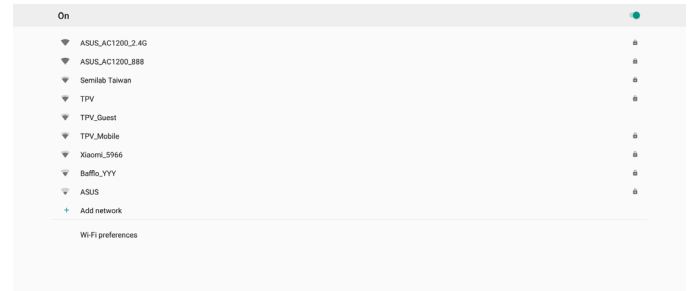 On
ASUS_AC1200_2.4G
ASUS_AC1200_888
Semilab Taiwan
TPV
TPV_Guest
TPV_Mobile
Xiaomi_5966
Bafflo_YYY
ASUS
+ Add network
Wi-Fi preferences